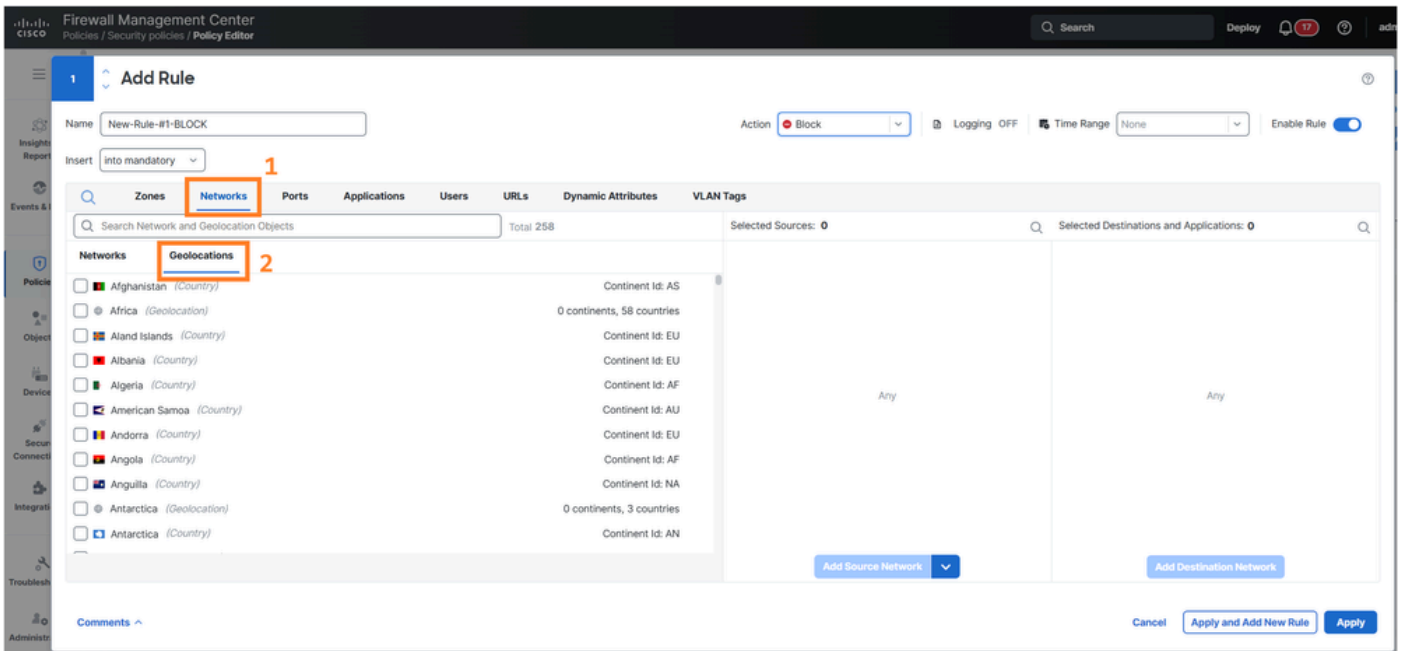 CISCO
Firewall Management Center
Policies / Security policies / Policy Editor
Search
Deploy
17
1
Add Rule
Name
New-Rule-#1-BLOCK
Action
Block
Logging OFF
Time Range
None
Enable Rule
Insert
into mandatory
1
Zones
Networks
Ports
Applications
Users
URLs
Dynamic Attributes
VLAN Tags
Search Network and Geolocation Objects
Total 258
Selected Sources: 0
Selected Destinations and Applications: 0
Networks
Geolocations
2
Afghanistan (Country) Continent Id: AS
Africa (Geolocation) 0 continents, 58 countries
Aland Islands (Country) Continent Id: EU
Albania (Country) Continent Id: EU
Algeria (Country) Continent Id: AF
American Samoa (Country) Continent Id: AU
Andorra (Country) Continent Id: EU
Angola (Country) Continent Id: AF
Anguilla (Country) Continent Id: NA
Antarctica (Geolocation) 0 continents, 3 countries
Antarctica (Country) Continent Id: AN
Any
Any
Add Source Network
Add Destination Network
Comments
Cancel
Apply and Add New Rule
Apply